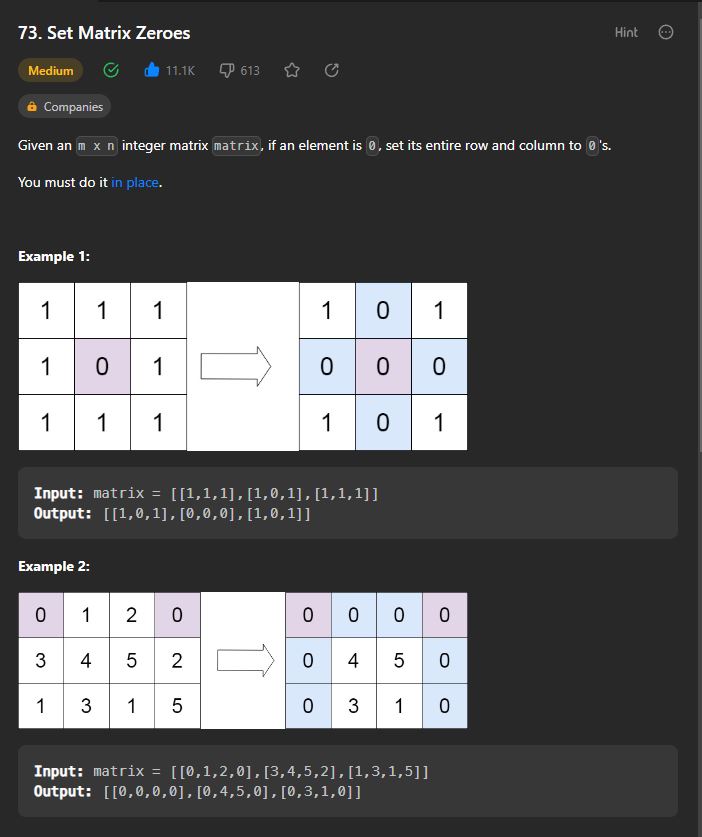 73. Set Matrix Zeroes
Hint
Medium 11.1K 613
Companies
Given an m x n integer matrix matrix, if an element is 0, set its entire row and column to 0's.
You must do it in place.
Example 1:
1 1 1 1 0 1
1 0 1 0 0 0
1 1 1 1 0 1
Input: matrix = [[1,1,1],[1,0,1],[1,1,1]]
Output: [[1,0,1],[0,0,0],[1,0,1]]
Example 2:
0 1 2 0 0 0 0 0
3 4 5 2 0 4 5 0
1 3 1 5 0 3 1 0
Input: matrix = [[0,1,2,0],[3,4,5,2],[1,3,1,5]]
Output: [[0,0,0,0],[0,4,5,0],[0,3,1,0]]